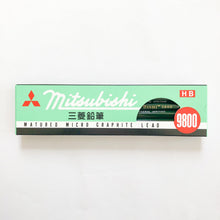 HB
mitsubishi
三菱鉛筆
9800
MATURED MICRO GRAPHITE LEAD